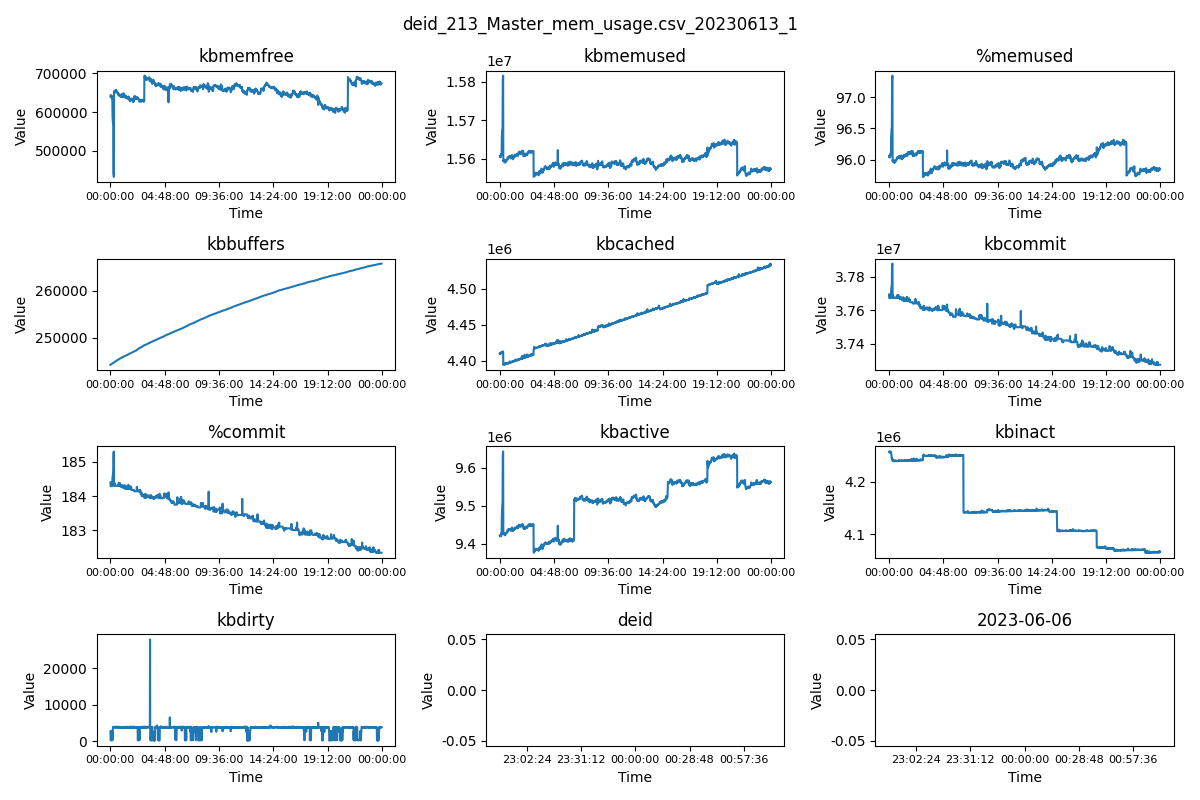 deid_213_Master_mem_usage.csv_20230613_1
kbmemfree
Value
700000
600000
500000
00:00:00 04:48:00 09:36:00 14:24:00 19:12:00 00:00:00
Time
kbmemused
1e7
Value
1.58
1.57
1.56
00:00:00 04:48:00 09:36:00 14:24:00 19:12:00 00:00:00
Time
%memused
Value
97.0
96.5
96.0
00:00:00 04:48:00 09:36:00 14:24:00 19:12:00 00:00:00
Time
kbbuffers
Value
260000
250000
00:00:00 04:48:00 09:36:00 14:24:00 19:12:00 00:00:00
Time
kbcached
1e6
Value
4.50
4.45
4.40
00:00:00 04:48:00 09:36:00 14:24:00 19:12:00 00:00:00
Time
kbcommit
1e7
Value
3.78
3.76
3.74
00:00:00 04:48:00 09:36:00 14:24:00 19:12:00 00:00:00
Time
%commit
Value
185
184
183
00:00:00 04:48:00 09:36:00 14:24:00 19:12:00 00:00:00
Time
kbactive
1e6
Value
9.6
9.5
9.4
00:00:00 04:48:00 09:36:00 14:24:00 19:12:00 00:00:00
Time
kbinact
1e6
Value
4.2
4.1
00:00:00 04:48:00 09:36:00 14:24:00 19:12:00 00:00:00
Time
kbdirty
Value
20000
10000
0
00:00:00 04:48:00 09:36:00 14:24:00 19:12:00 00:00:00
Time
deid
Value
0.05
0.00
-0.05
23:02:24 23:31:12 00:00:00 00:28:48 00:57:36
Time
2023-06-06
Value
0.05
0.00
-0.05
23:02:24 23:31:12 00:00:00 00:28:48 00:57:36
Time